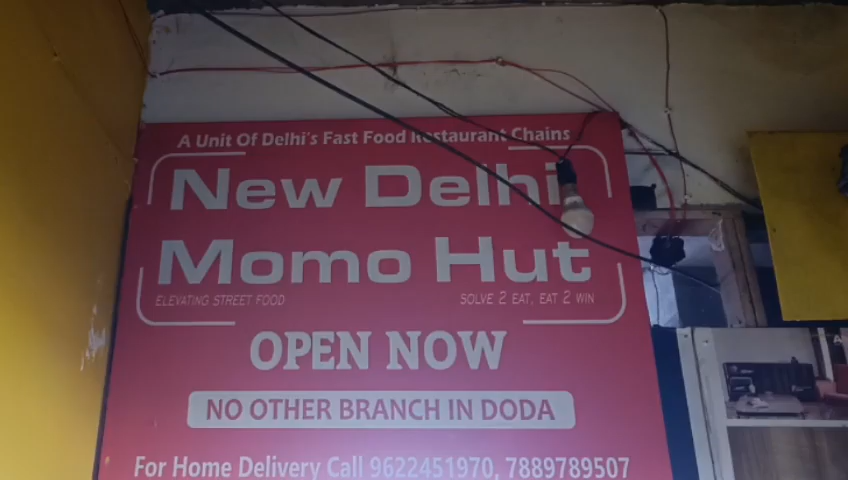 A Unit Of Delhi's Fast Food Restaurant Chains
New Delhi
Momo Hut
ELEVATING STREET FOOD SOLVE 2 EAT, EAT 2 WIN
OPEN NOW
NO OTHER BRANCH IN DODA
For Home Delivery Call 9622451970, 7889789507